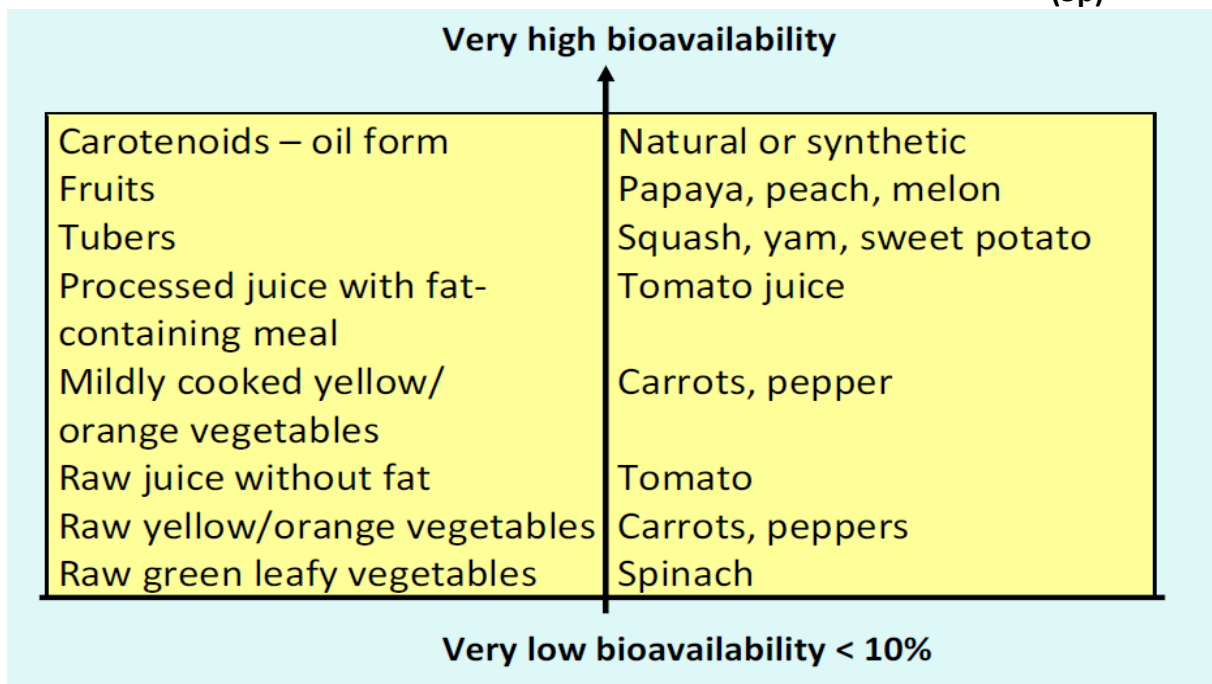 Very high bioavailability
Carotenoids – oil form
Natural or synthetic
Fruits
Papaya, peach, melon
Tubers
Squash, yam, sweet potato
Processed juice with fat-
Tomato juice
containing meal
Mildly cooked yellow/
Carrots, pepper
orange vegetables
Raw juice without fat
Tomato
Raw yellow/orange vegetables
Carrots, peppers
Raw green leafy vegetables
Spinach
Very low bioavailability < 10%